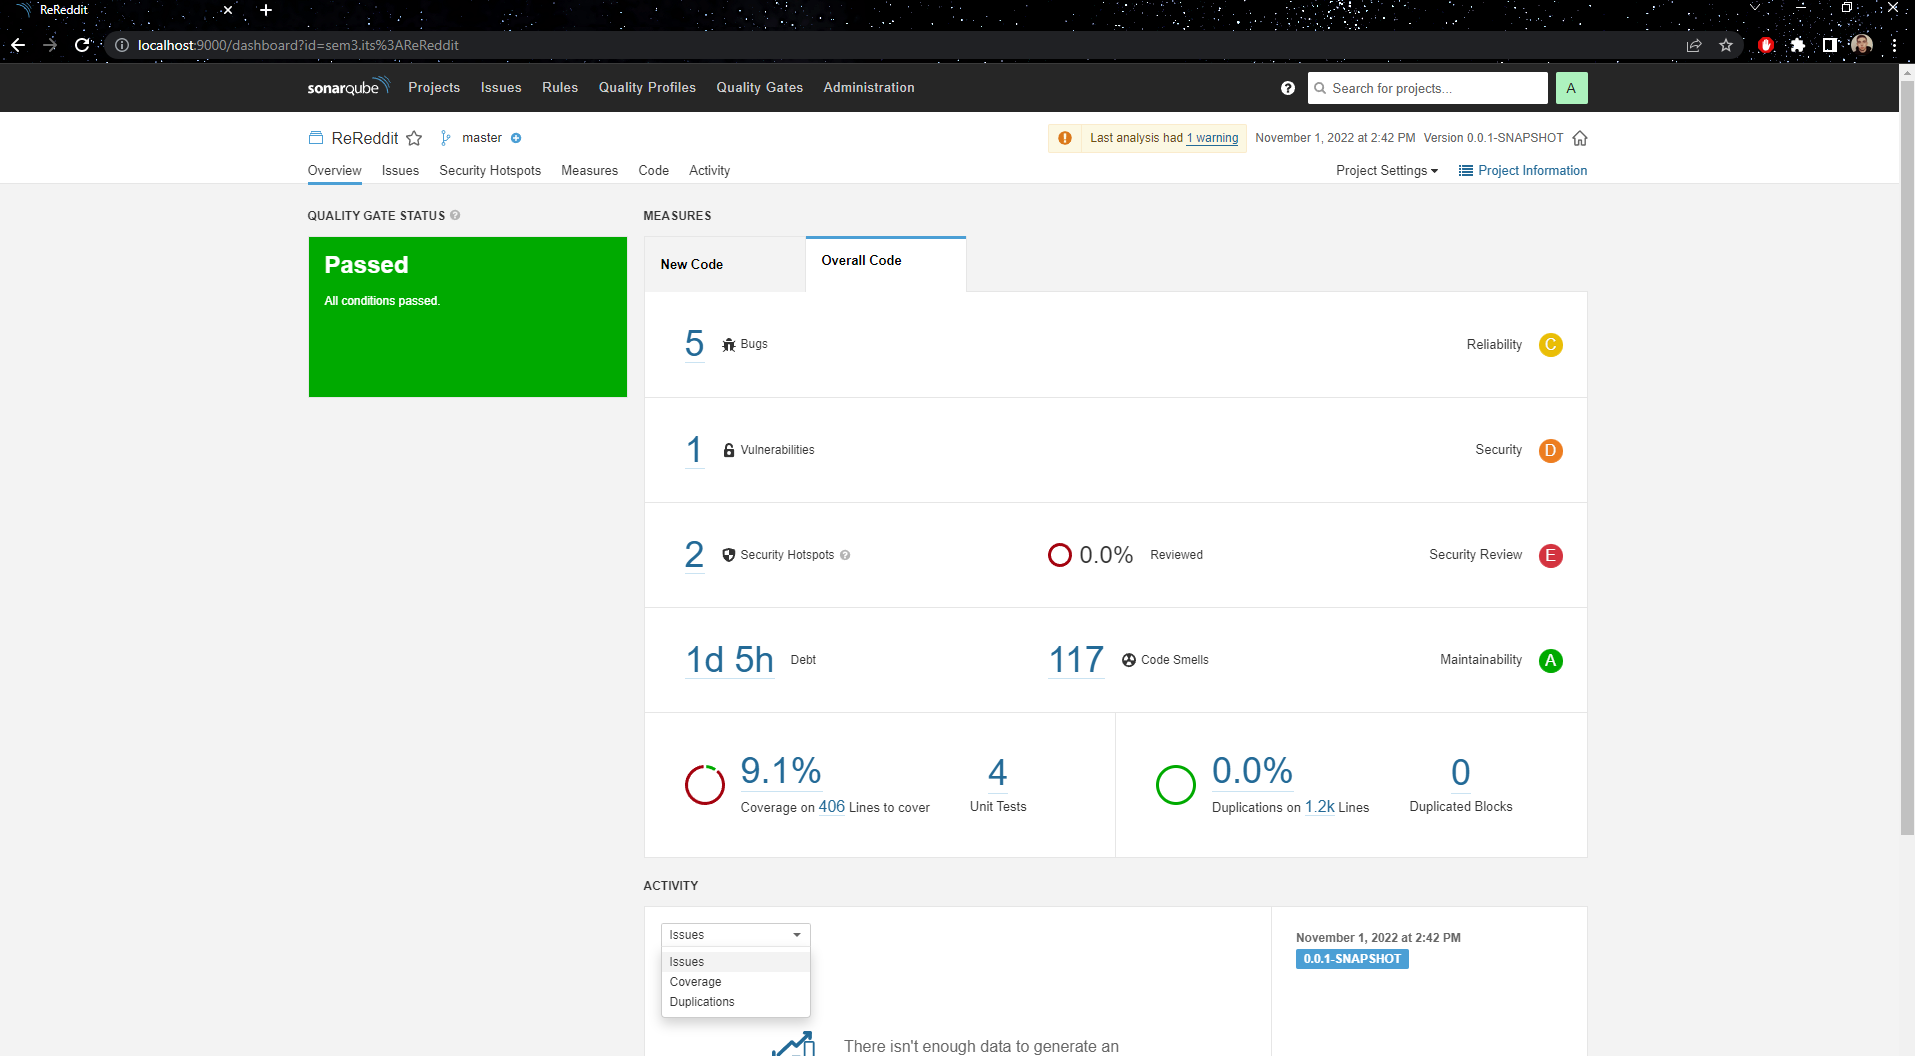 ReReddit
localhost:9000/dashboard?id=sem3.its%3AReReddit
sonarqube Projects Issues Rules Quality Profiles Quality Gates Administration ? Search for projects... A
ReReddit master Last analysis had 1 warning November 1, 2022 at 2:42 PM Version 0.0.1-SNAPSHOT
Overview Issues Security Hotspots Measures Code Activity Project Settings Project Information
QUALITY GATE STATUS ? MEASURES
Passed
All conditions passed.
New Code Overall Code
5 Bugs Reliability C
1 Vulnerabilities Security D
2 Security Hotspots ? 0.0% Reviewed Security Review E
1d 5h Debt 117 Code Smells Maintainability A
9.1% 4 0.0% 0
Coverage on 406 Lines to cover Unit Tests Duplications on 1.2k Lines Duplicated Blocks
ACTIVITY
Issues
Issues
Coverage
Duplications
There isn't enough data to generate an
November 1, 2022 at 2:42 PM
0.0.1-SNAPSHOT